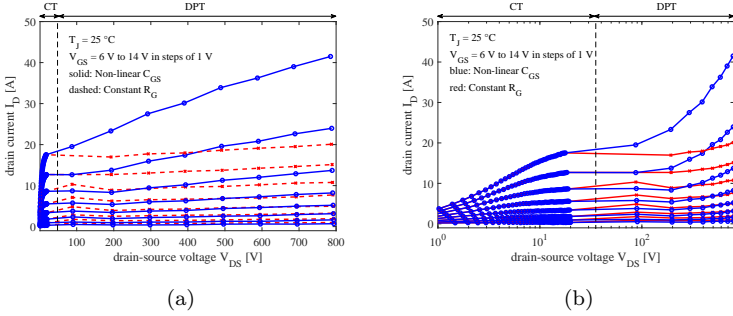 CT DPT
50
40
30
20
10
0
drain current I_D [A]
T_J = 25 °C
V_GS = 6 V to 14 V in steps of 1 V
solid: Non-linear C_GS
dashed: Constant R_G
100 200 300 400 500 600 700 800
drain-source voltage V_DS [V]
(a)
CT DPT
50
40
30
20
10
0
drain current I_D [A]
T_J = 25 °C
V_GS = 6 V to 14 V in steps of 1 V
blue: Non-linear C_GS
red: Constant R_G
10^0 10^1 10^2
drain-source voltage V_DS [V]
(b)